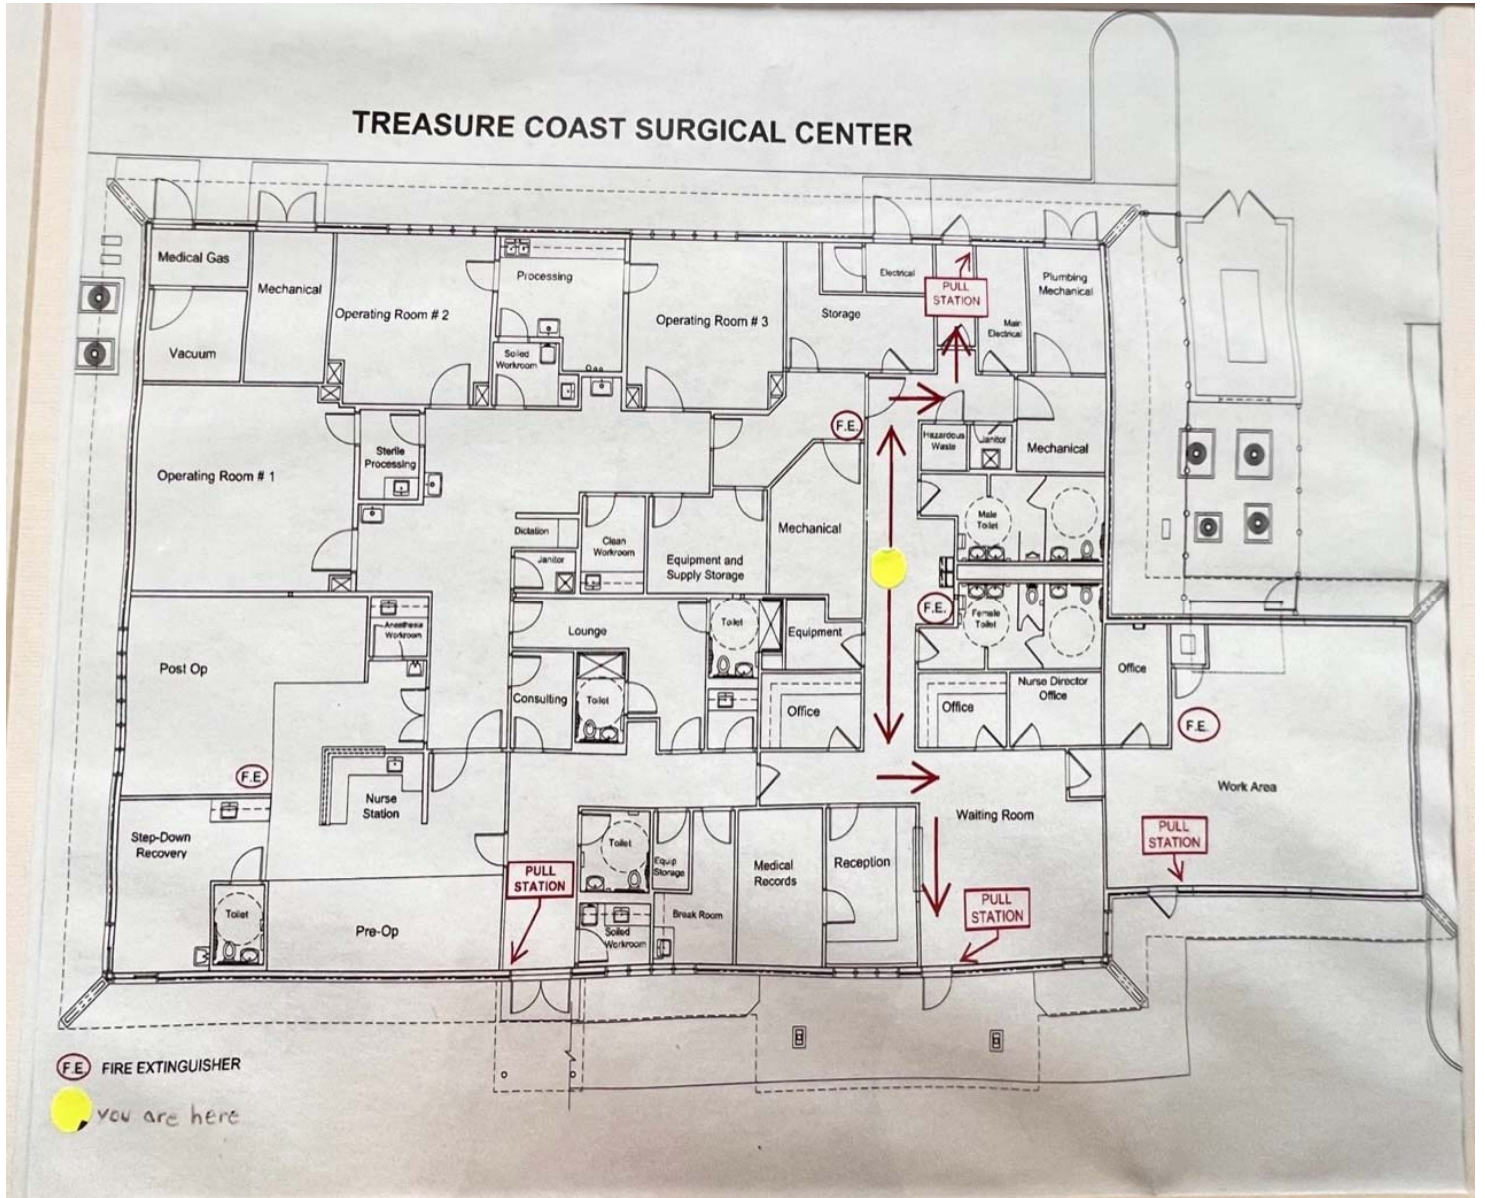 TREASURE COAST SURGICAL CENTER
Medical Gas
Mechanical
Vacuum
Operating Room # 2
Processing
Soiled
Workroom
Operating Room # 3
Storage
Electrical
PULL
STATION
Main
Electrical
Plumbing
Mechanical
Operating Room # 1
Sterile
Processing
F.E.
Hazardous
Waste
Janitor
Mechanical
Dictation
Janitor
Clean
Workroom
Equipment and
Supply Storage
Mechanical
Male
Toilet
F.E.
Female
Toilet
Post Op
Anesthesia
Workroom
Lounge
Toilet
Equipment
Consulting
Toilet
Office
Office
Nurse Director
Office
Office
F.E.
F.E.
Nurse
Station
Waiting Room
Work Area
Step-Down
Recovery
PULL
STATION
Toilet
Equip
Storage
Medical
Records
Reception
PULL
STATION
PULL
STATION
Toilet
Pre-Op
Soiled
Workroom
Break Room
F.E. FIRE EXTINGUISHER
you are here